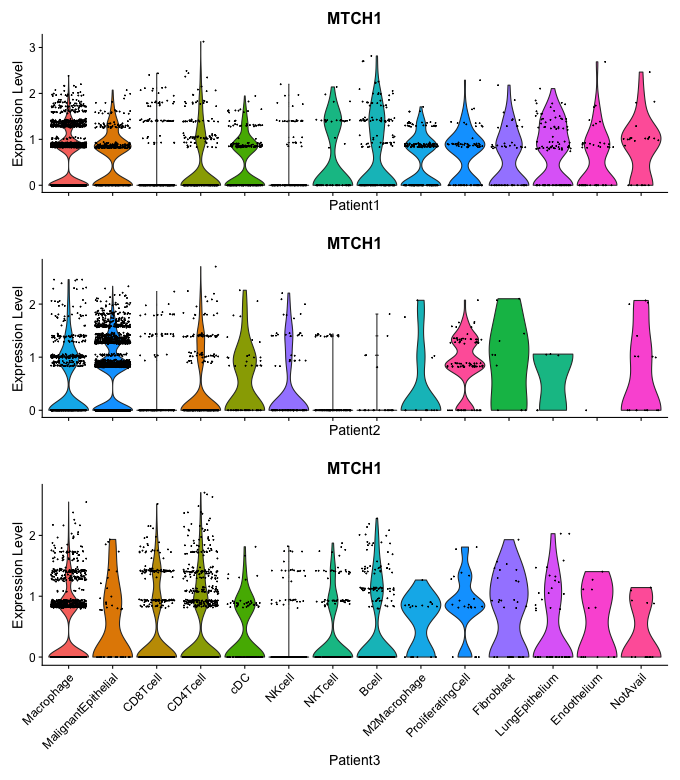 MTCH1
Expression Level
3
2
1
0
Patient1
MTCH1
Expression Level
2
1
0
Patient2
MTCH1
Expression Level
2
1
0
Macrophage
MalignantEpithelial
CD8Tcell
CD4Tcell
cDC
NKcell
NKTcell
Bcell
M2Macrophage
ProliferatingCell
Fibroblast
LungEpithelium
Endothelium
NotAvail
Patient3